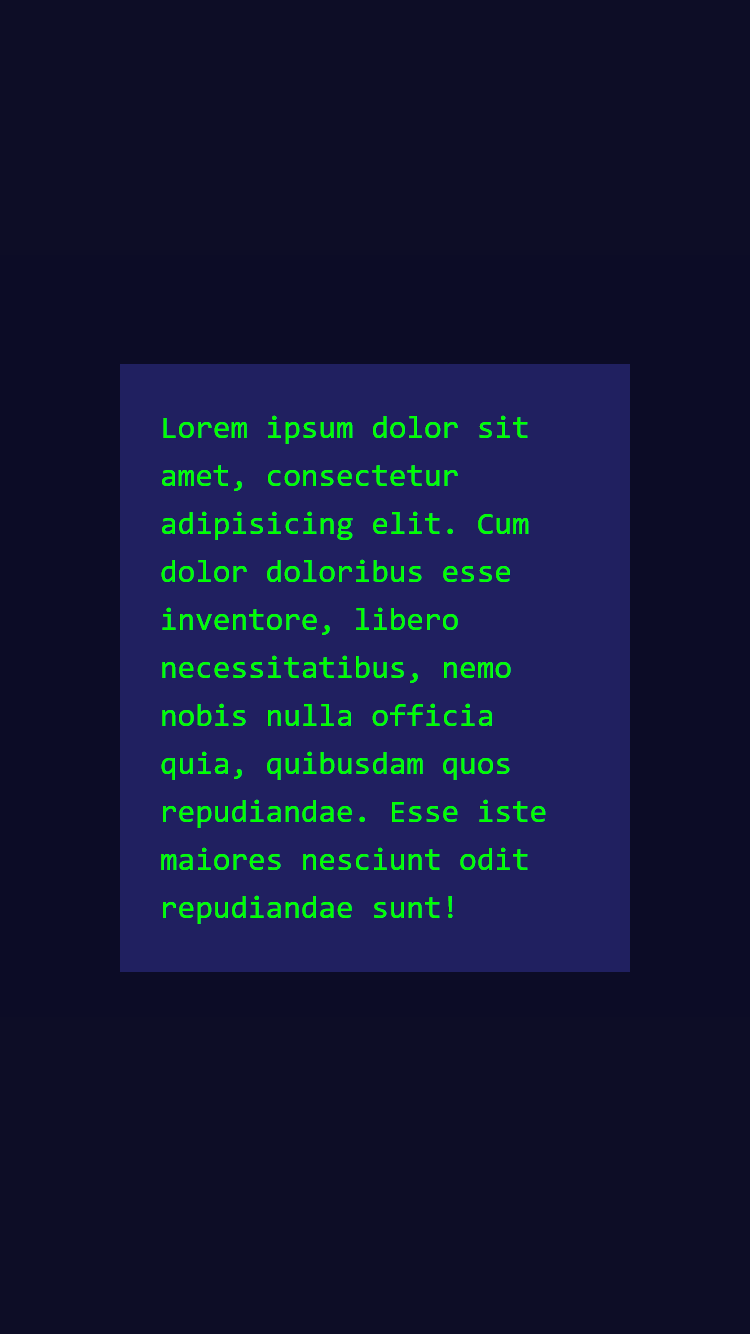 Lorem ipsum dolor sit
amet, consectetur
adipisicing elit. Cum
dolor doloribus esse
inventore, libero
necessitatibus, nemo
nobis nulla officia
quia, quibusdam quos
repudiandae. Esse iste
maiores nesciunt odit
repudiandae sunt!